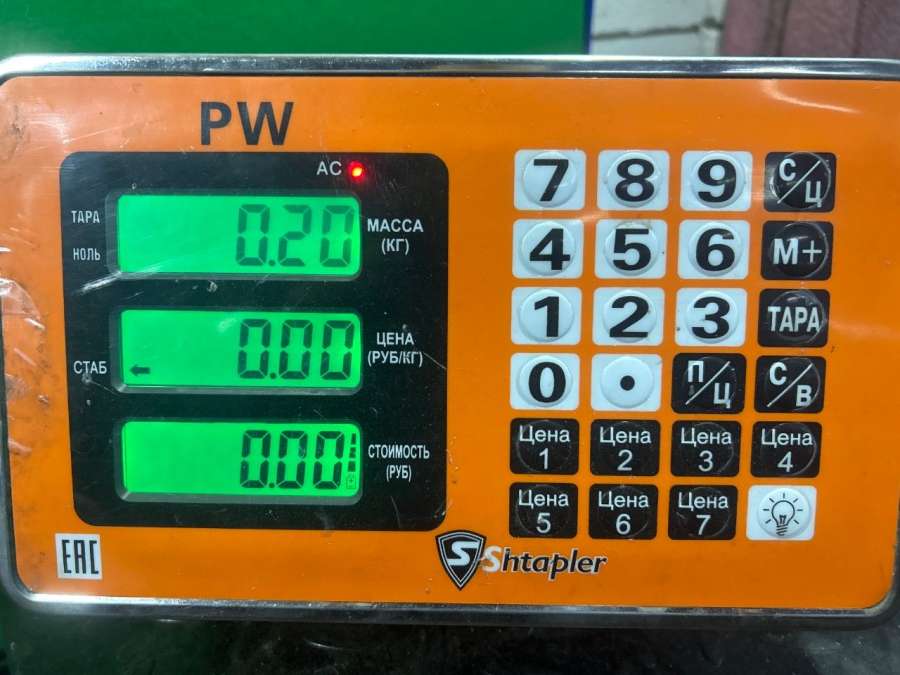 PW
AC
ТАРА
НОЛЬ
0.20
МАССА
(КГ)
СТАБ
0.00
ЦЕНА
(РУБ/КГ)
0.00
СТОИМОСТЬ
(РУБ)
7 8 9 С/Ц
4 5 6 М+
1 2 3 ТАРА
0 • П/Ц С/В
Цена 1 Цена 2 Цена 3 Цена 4
Цена 5 Цена 6 Цена 7
EAC
S Shtapler